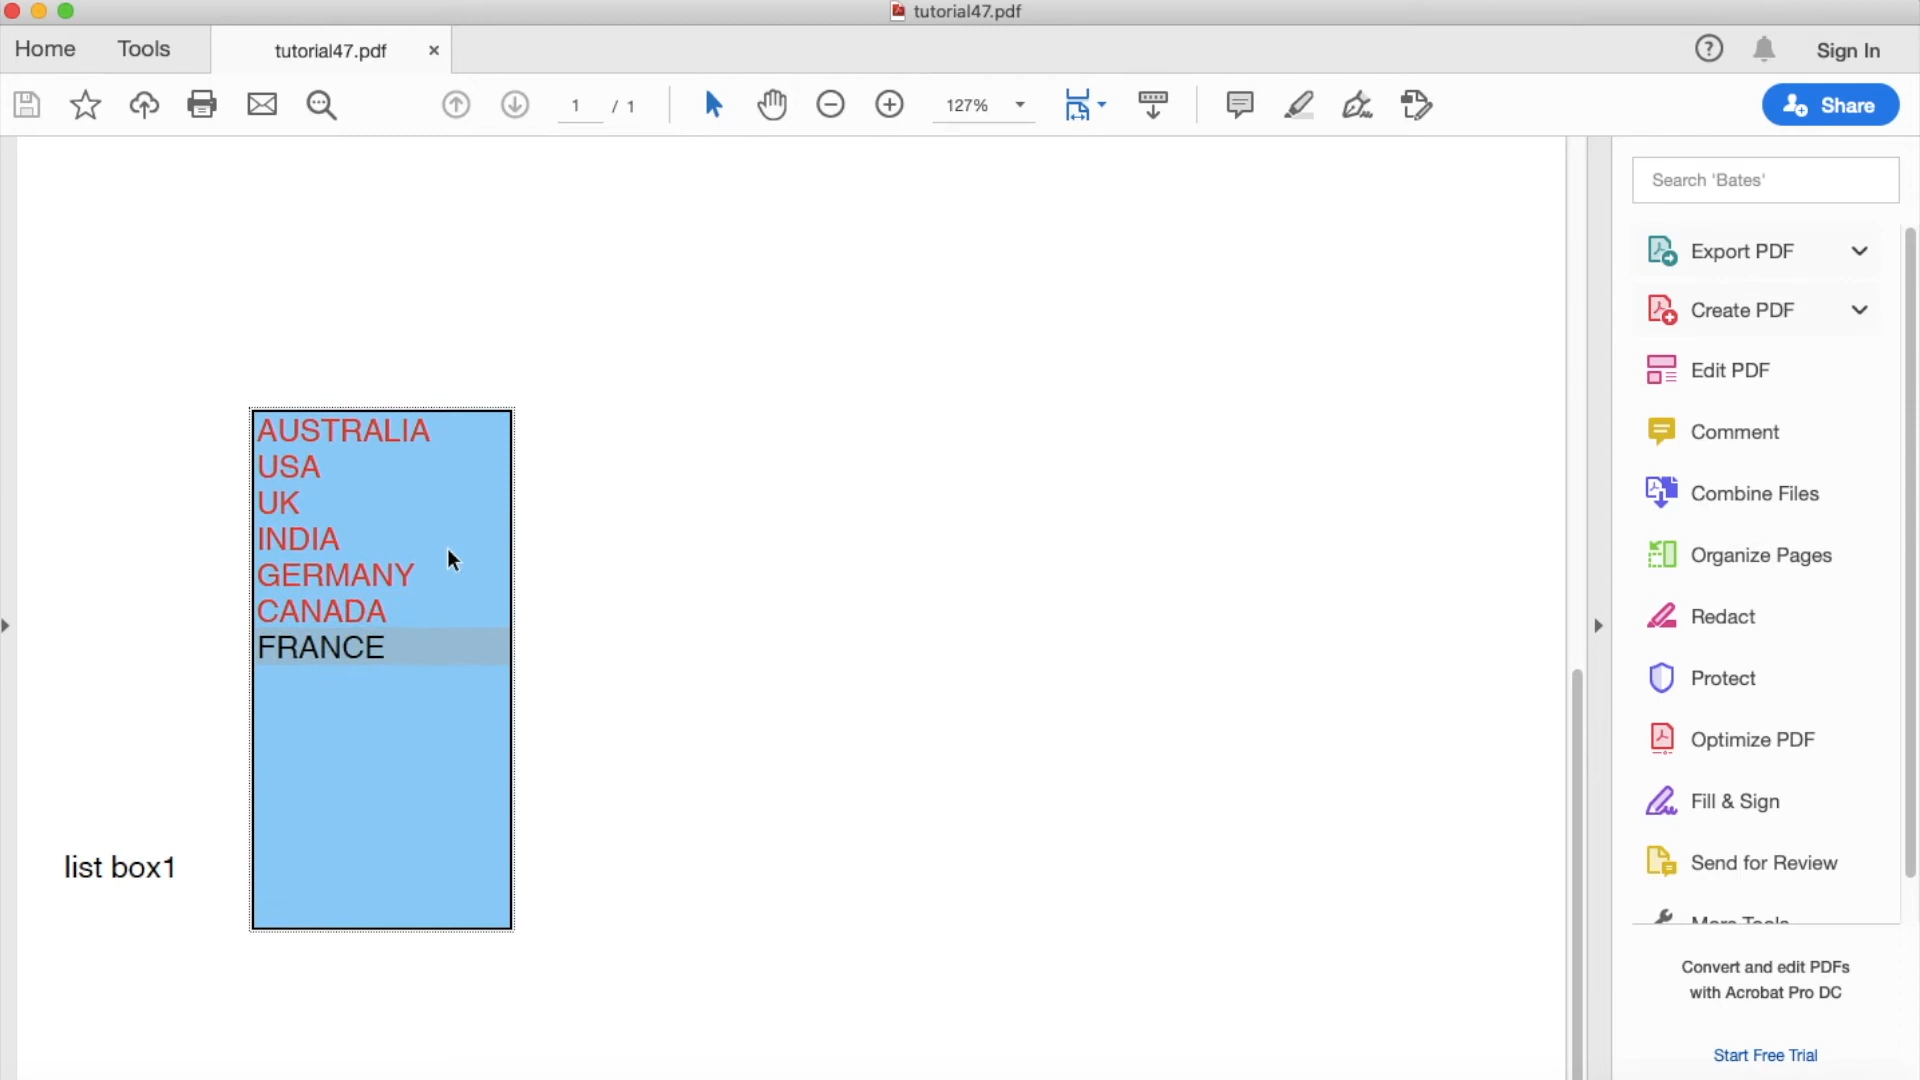 tutorial47.pdf
Home
Tools
tutorial47.pdf
Sign In
1 / 1
127%
Share
Search 'Bates'
Export PDF
Create PDF
Edit PDF
Comment
Combine Files
Organize Pages
Redact
Protect
Optimize PDF
Fill & Sign
Send for Review
More Tools
Convert and edit PDFs
with Acrobat Pro DC
Start Free Trial
AUSTRALIA
USA
UK
INDIA
GERMANY
CANADA
FRANCE
list box1